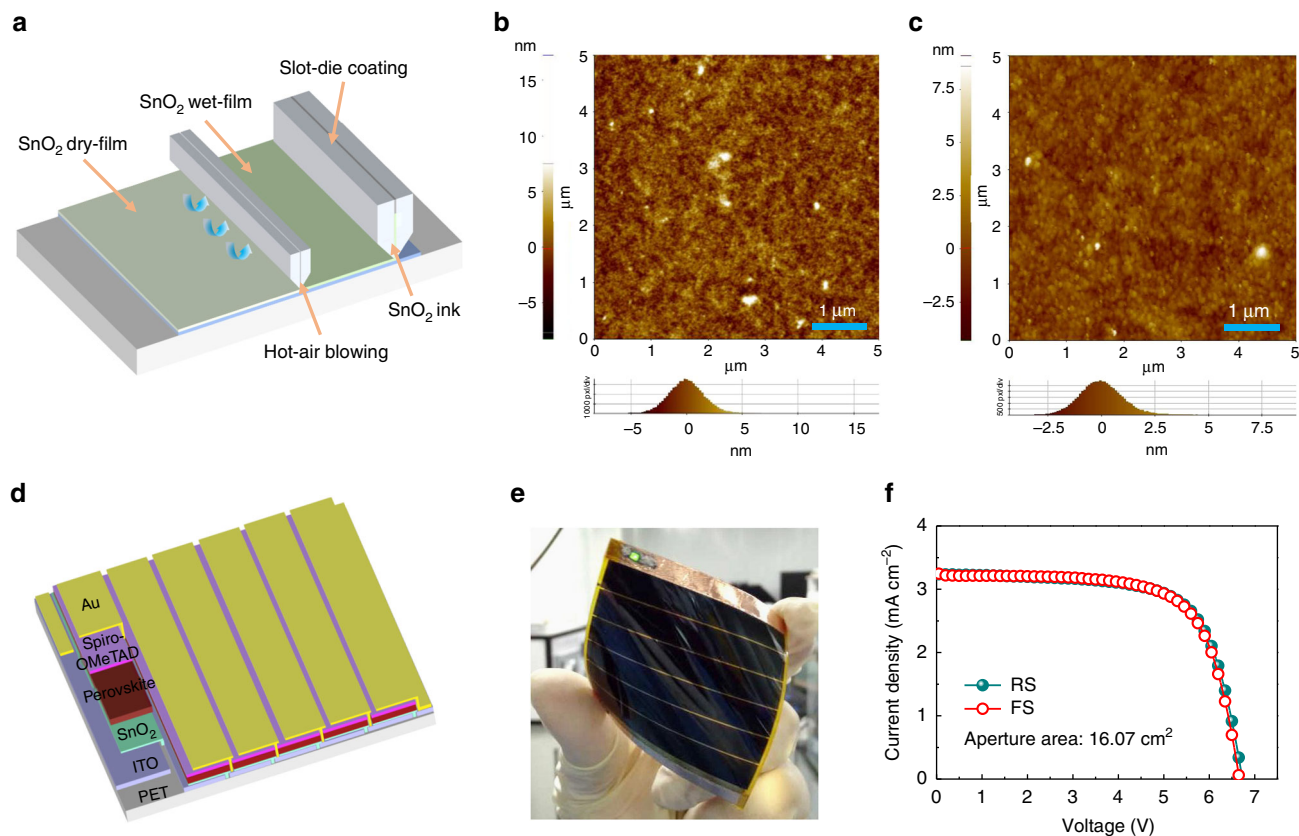 a
Slot-die coating
SnO₂ wet-film
SnO₂ dry-film
SnO₂ ink
Hot-air blowing
b
nm
15
10
5
0
−5
5
4
3
2
1
0
μm
1 μm
0 1 2 3 4 5
μm
1000 pxl/div
−5 0 5 10 15
nm
c
nm
7.5
5
2.5
0
−2.5
5
4
3
2
1
0
μm
1 μm
0 1 2 3 4 5
μm
500 pxl/div
−2.5 0 2.5 5 7.5
nm
d
Au
Spiro-
OMeTAD
Perovskite
SnO₂
ITO
PET
e
f
Current density (mA cm⁻²)
4
3
2
1
0
RS
FS
Aperture area: 16.07 cm²
0 1 2 3 4 5 6 7
Voltage (V)